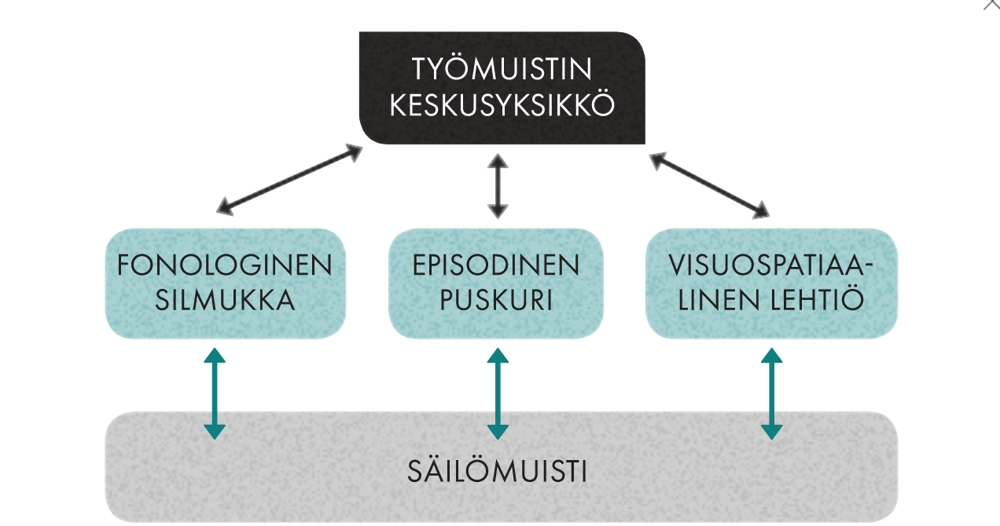 TYÖMUISTIN
KESKUSYKSIKKÖ
FONOLOGINEN
SILMUKKA
EPISODINEN
PUSKURI
VISUOSPATIAA-
LINEN LEHTIÖ
SÄILÖMUISTI